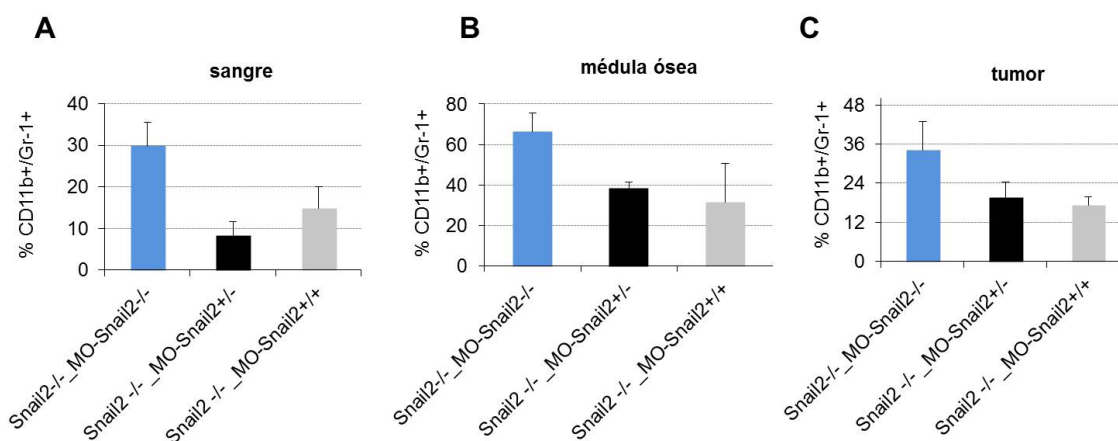 A
sangre
% CD11b+/Gr-1+
40
30
20
10
0
Snail2-/-_MO-Snail2-/-
Snail2 -/-_MO-Snail2+/-
Snail2 -/-_MO-Snail2+/+
B
médula ósea
% CD11b+/Gr-1+
80
60
40
20
0
Snail2-/-_MO-Snail2-/-
Snail2 -/-_MO-Snail2+/-
Snail2 -/-_MO-Snail2+/+
C
tumor
% CD11b+/Gr-1+
48
36
24
12
0
Snail2-/-_MO-Snail2-/-
Snail2 -/-_MO-Snail2+/-
Snail2 -/-_MO-Snail2+/+